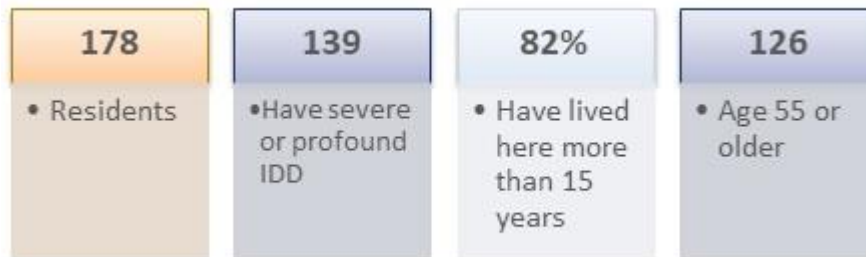 178
• Residents
139
•Have severe
or profound
IDD
82%
• Have lived
here more
than 15
years
126
• Age 55 or
older